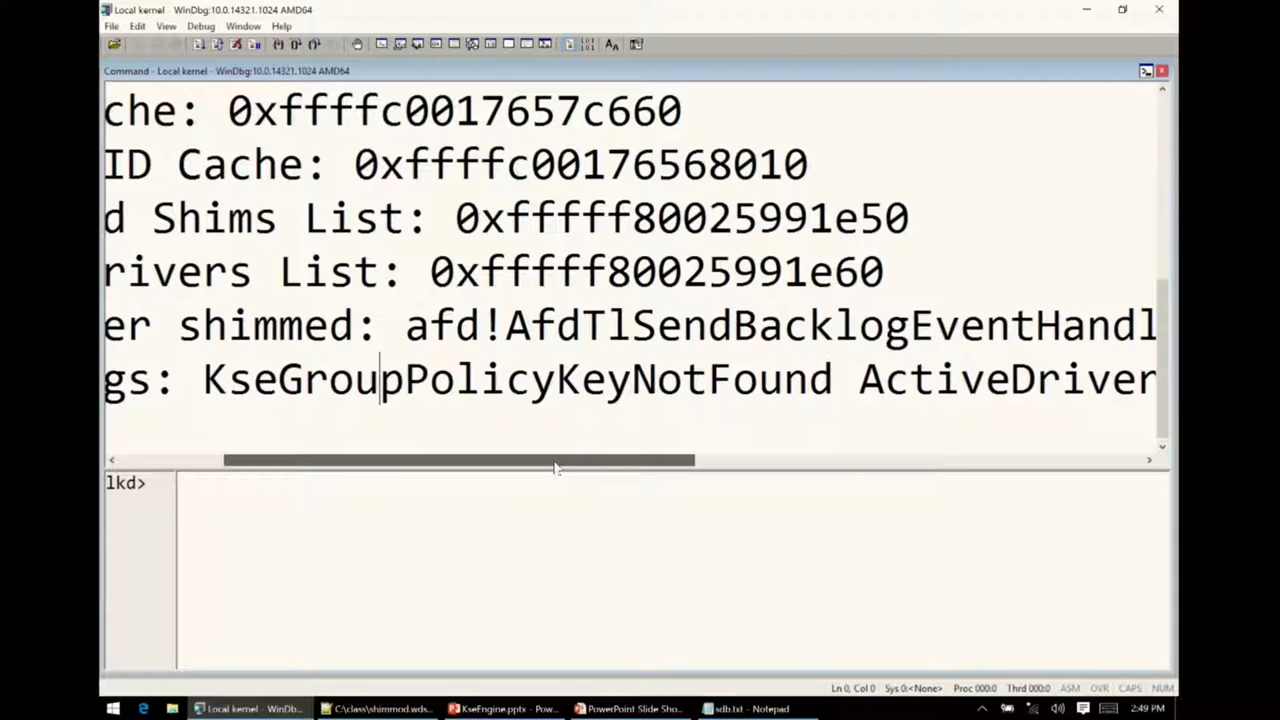 Local kernel - WinDbg:10.0.14321.1024 AMD64
File Edit View Debug Window Help
Command - Local kernel - WinDbg:10.0.14321.1024 AMD64
che: 0xffffc0017657c660
ID Cache: 0xffffc00176568010
d Shims List: 0xfffff80025991e50
rivers List: 0xfffff80025991e60
er shimmed: afd!AfdTlSendBacklogEventHandl
gs: KseGroupPolicyKeyNotFound ActiveDriver
lkd>
Ln 0, Col 0 Sys 0:<None> Proc 000:0 Thrd 000:0 ASM OVR CAPS NUM
Local kernel - WinDb... C:\class\shimmod.wds... KseEngine.pptx - Pow... PowerPoint Slide Sho... sdb.txt - Notepad 2:49 PM